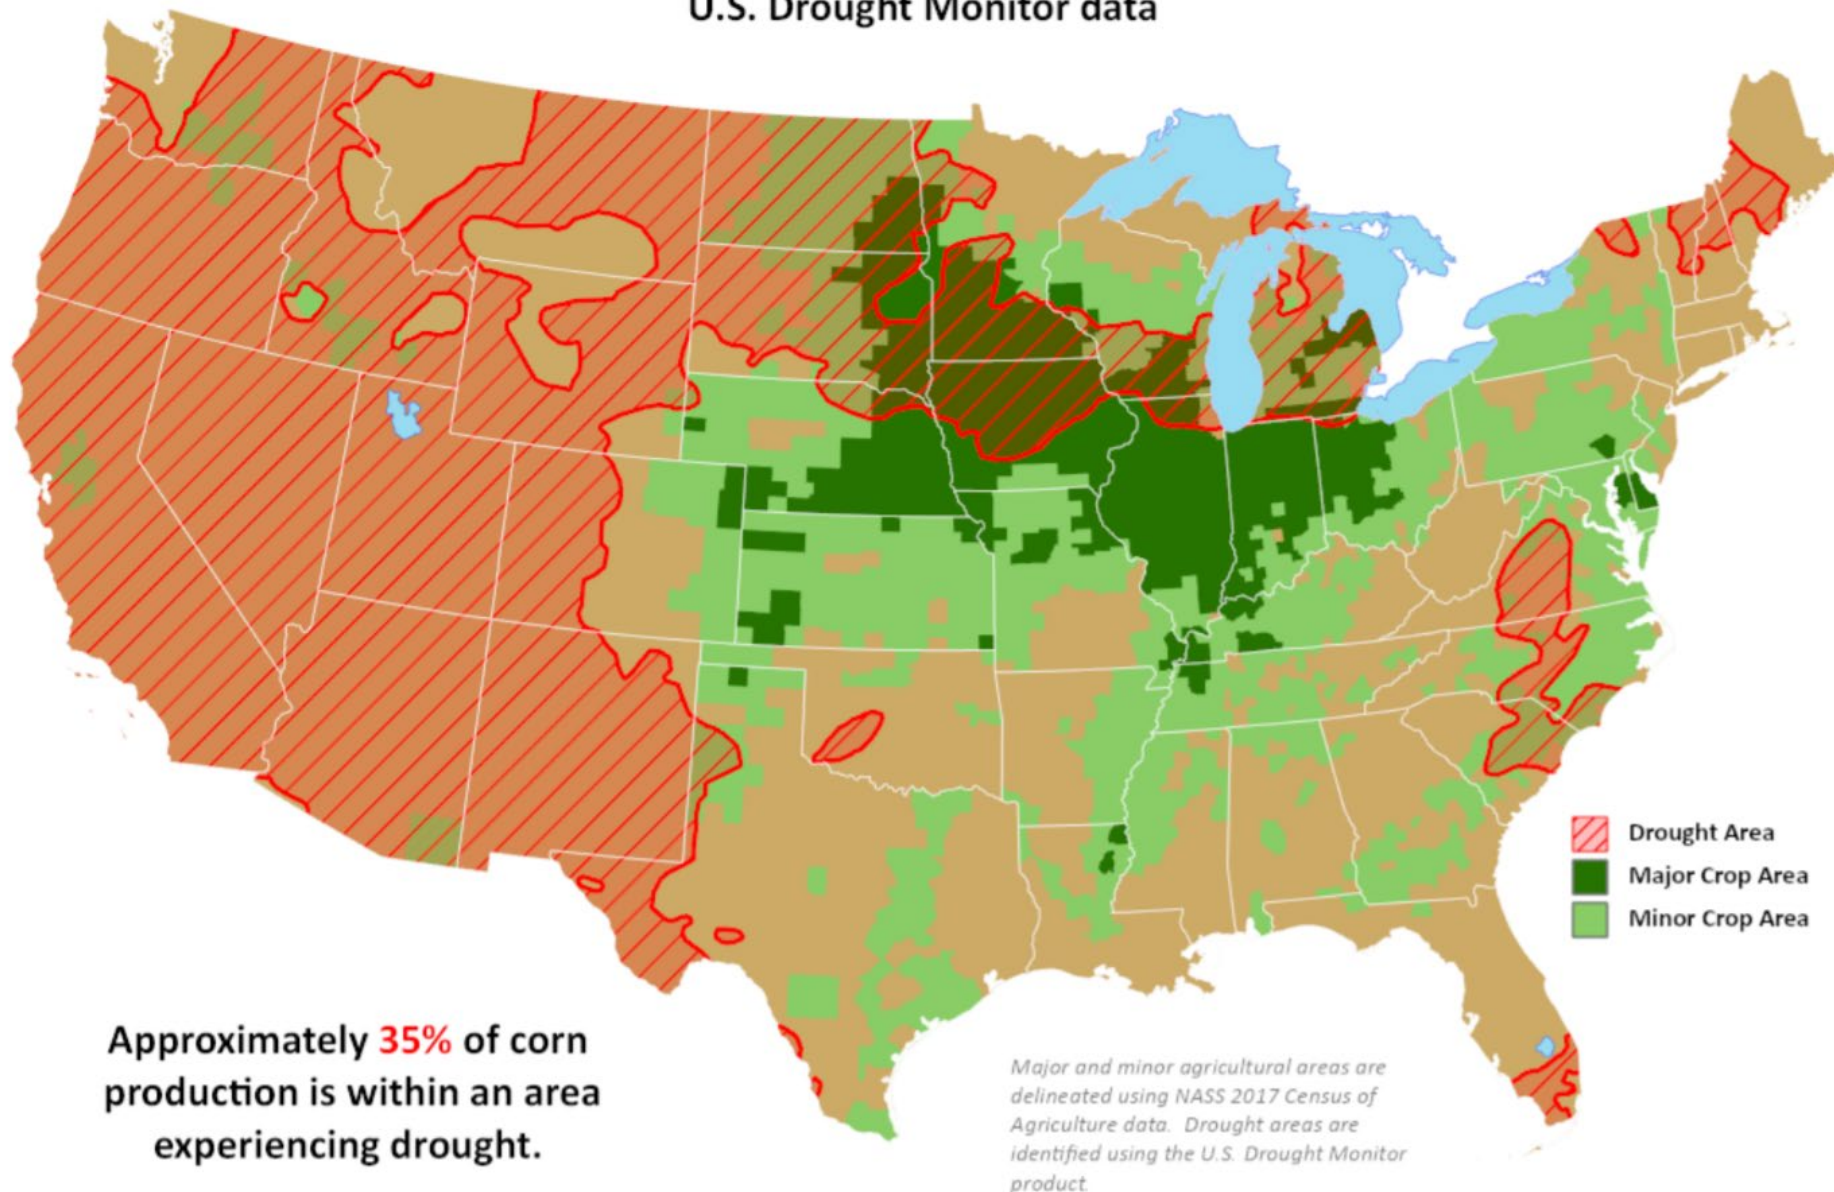 U.S. Drought Monitor data
Drought Area
Major Crop Area
Minor Crop Area
Approximately 35% of corn
production is within an area
experiencing drought.
Major and minor agricultural areas are
delineated using NASS 2017 Census of
Agriculture data.  Drought areas are
identified using the U.S. Drought Monitor
product.